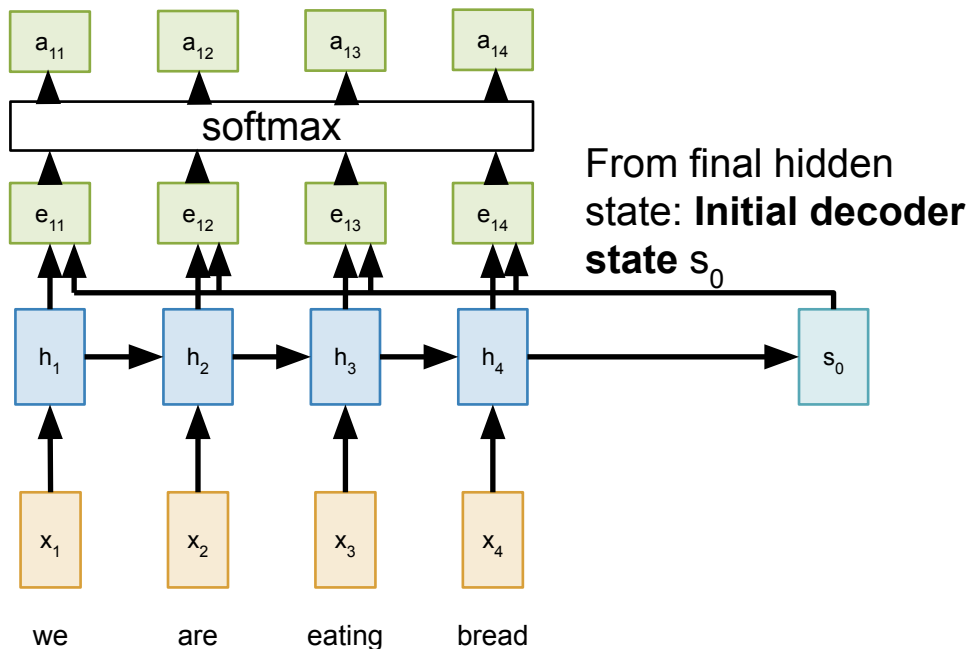 a₁₁ a₁₂ a₁₃ a₁₄
softmax
e₁₁ e₁₂ e₁₃ e₁₄
From final hidden
state: Initial decoder
state s₀
h₁ h₂ h₃ h₄ s₀
x₁ x₂ x₃ x₄
we are eating bread